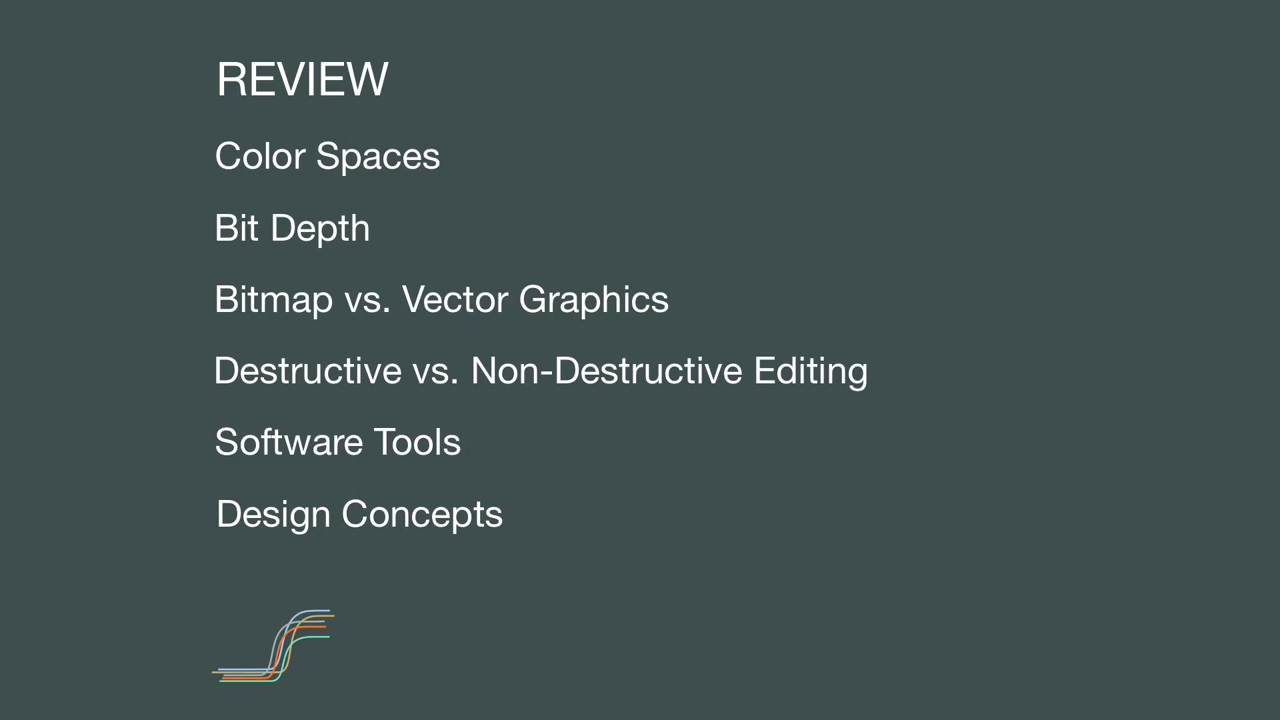 REVIEW
Color Spaces
Bit Depth
Bitmap vs. Vector Graphics
Destructive vs. Non-Destructive Editing
Software Tools
Design Concepts